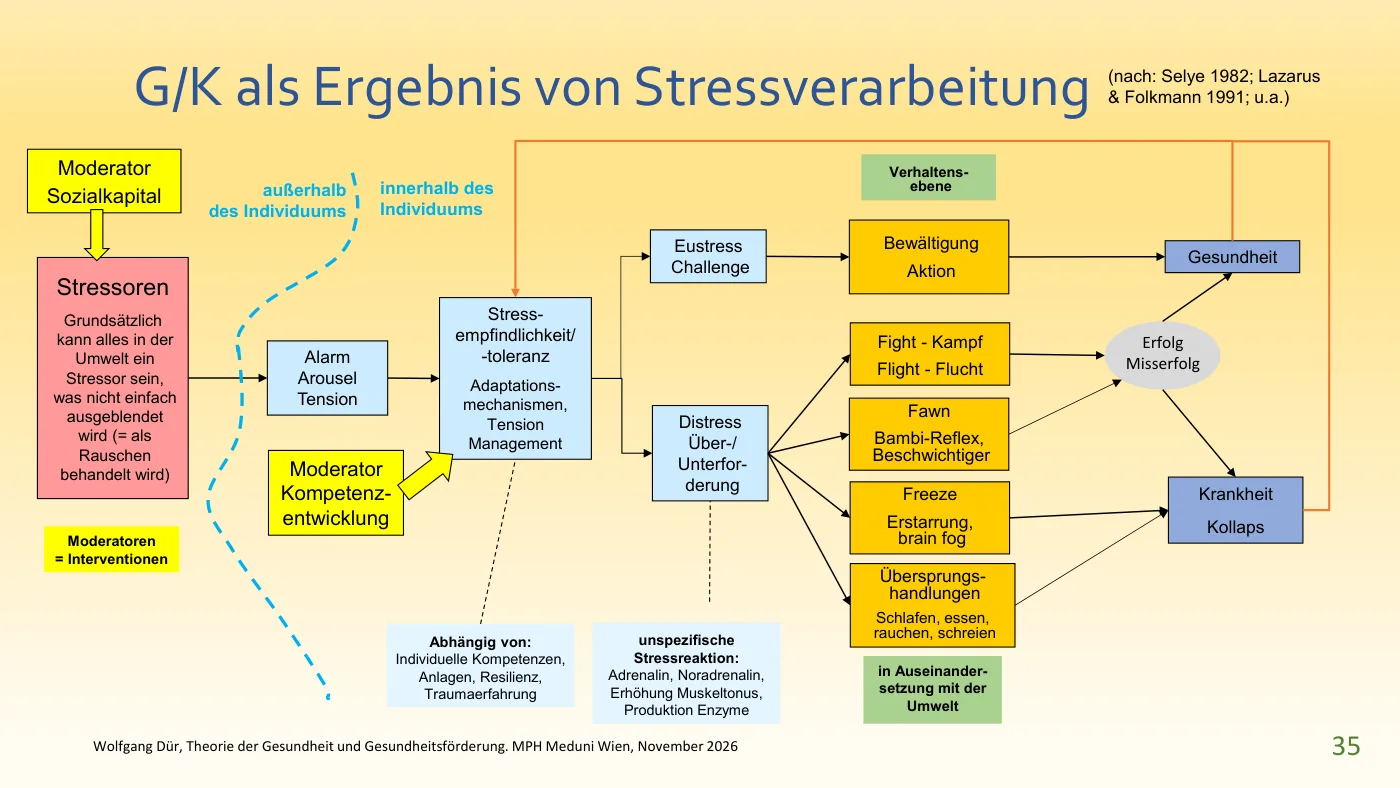 G/K als Ergebnis von Stressverarbeitung
(nach: Selye 1982; Lazarus
& Folkmann 1991; u.a.)
Moderator
Sozialkapital
außerhalb
des Individuums
innerhalb des
Individuums
Verhaltens-
ebene
Stressoren
Grundsätzlich
kann alles in der
Umwelt ein
Stressor sein,
was nicht einfach
ausgeblendet
wird (= als
Rauschen
behandelt wird)
Moderatoren
= Interventionen
Alarm
Arousel
Tension
Moderator
Kompetenz-
entwicklung
Stress-
empfindlichkeit/
-toleranz
Adaptations-
mechanismen,
Tension
Management
Eustress
Challenge
Distress
Über-/
Unterfor-
derung
Bewältigung
Aktion
Fight - Kampf
Flight - Flucht
Fawn
Bambi-Reflex,
Beschwichtiger
Freeze
Erstarrung,
brain fog
Übersprungs-
handlungen
Schlafen, essen,
rauchen, schreien
Gesundheit
Erfolg
Misserfolg
Krankheit
Kollaps
Abhängig von:
Individuelle Kompetenzen,
Anlagen, Resilienz,
Traumaerfahrung
unspezifische
Stressreaktion:
Adrenalin, Noradrenalin,
Erhöhung Muskeltonus,
Produktion Enzyme
in Auseinander-
setzung mit der
Umwelt
Wolfgang Dür, Theorie der Gesundheit und Gesundheitsförderung. MPH Meduni Wien, November 2026
35